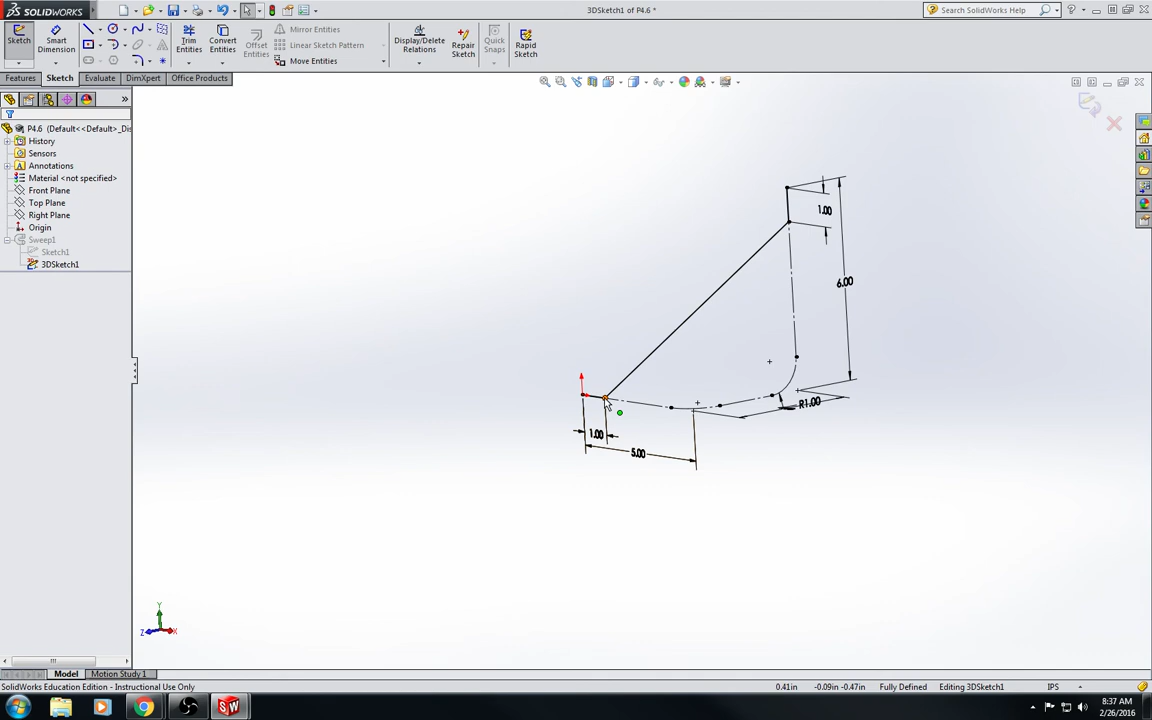 SOLIDWORKS
3DSketch1 of P4.6 *
Search SolidWorks Help
Sketch
Smart Dimension
Trim Entities
Convert Entities
Offset Entities
Mirror Entities
Linear Sketch Pattern
Move Entities
Display/Delete Relations
Repair Sketch
Quick Snaps
Rapid Sketch
Features
Sketch
Evaluate
DimXpert
Office Products
P4.6 (Default<<Default>_Dis
History
Sensors
Annotations
Material <not specified>
Front Plane
Top Plane
Right Plane
Origin
Sweep1
Sketch1
3DSketch1
1.00
6.00
R1.00
1.00
5.00
Y
Z
X
Model
Motion Study 1
SolidWorks Education Edition - Instructional Use Only
0.41in
-0.09in -0.47in
Fully Defined
Editing 3DSketch1
IPS
8:37 AM
2/26/2016